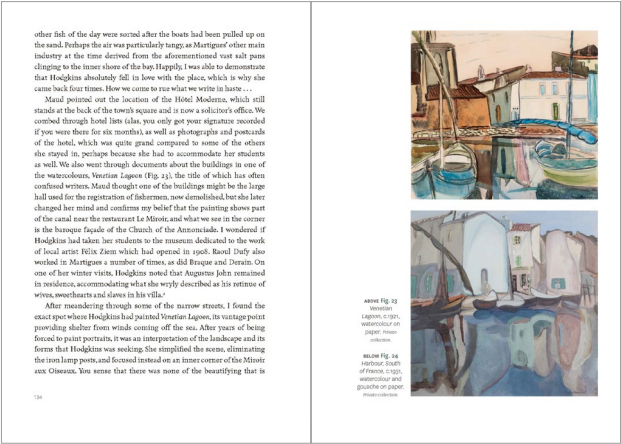 other fish of the day were sorted after the boats had been pulled up on
the sand. Perhaps the air was particularly tangy, as Martigues' other main
industry at the time derived from the aforementioned vast salt pans
clinging to the inner shore of the bay. Happily, I was able to demonstrate
that Hodgkins absolutely fell in love with the place, which is why she
came back four times. How we come to rue what we write in haste . . .
Maud pointed out the location of the Hôtel Moderne, which still
stands at the back of the town's square and is now a solicitor's office. We
combed through hotel lists (alas, you only got your signature recorded
if you were there for six months), as well as photographs and postcards
of the hotel, which was quite grand compared to some of the others
she stayed in, perhaps because she had to accommodate her students
as well. We also went through documents about the buildings in one of
the watercolours, Venetian Lagoon (Fig. 23), the title of which has often
confused writers. Maud thought one of the buildings might be the large
hall used for the registration of fishermen, now demolished, but she later
changed her mind and confirms my belief that the painting shows part
of the canal near the restaurant Le Miroir, and what we see in the corner
is the baroque façade of the Church of the Annonciade. I wondered if
Hodgkins had taken her students to the museum dedicated to the work
of local artist Félix Ziem which had opened in 1908. Raoul Dufy also
worked in Martigues a number of times, as did Braque and Derain. On
one of her winter visits, Hodgkins noted that Augustus John remained
in residence, accommodating what she wryly described as his retinue of
wives, sweethearts and slaves in his villa.
After meandering through some of the narrow streets, I found the
exact spot where Hodgkins had painted Venetian Lagoon, its vantage point
providing shelter from winds coming off the sea. After years of being
forced to paint portraits, it was an interpretation of the landscape and its
forms that Hodgkins was seeking. She simplified the scene, eliminating
the iron lamp posts, and focused instead on an inner corner of the Miroir
aux Oiseaux. You sense that there was none of the beautifying that is
134
ABOVE Fig. 23
Venetian
Lagoon, c.1921,
watercolour on
paper. Private
collection
BELOW Fig. 24
Harbour, South
of France, c.1931,
watercolour and
gouache on paper.
Private collection